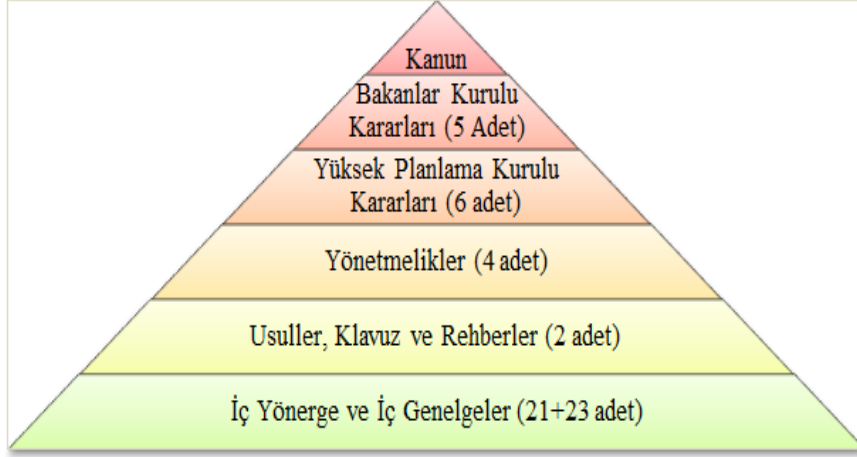 Kanun
Bakanlar Kurulu
Kararları (5 Adet)
Yüksek Planlama Kurulu
Kararları (6 adet)
Yönetmelikler (4 adet)
Usuller, Klavuz ve Rehberler (2 adet)
İç Yönerge ve İç Genelgeler (21+23 adet)